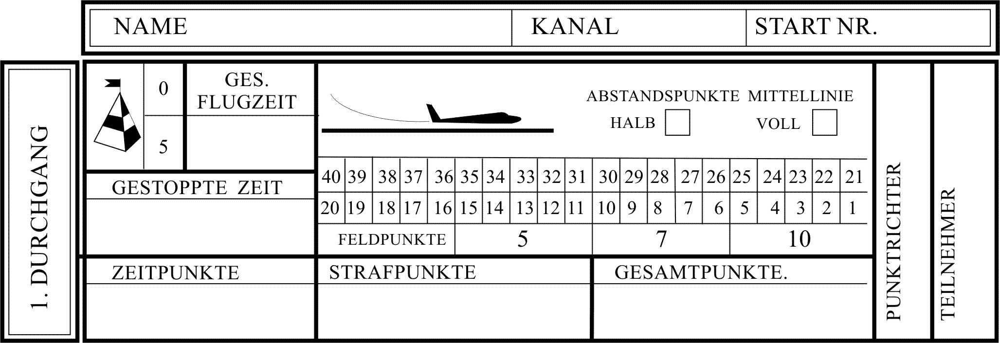 NAME
KANAL
START NR.
1. DURCHGANG
0
5
GES.
FLUGZEIT
ABSTANDSPUNKTE MITTELLINIE
HALB
VOLL
GESTOPPTE ZEIT
40 39 38 37 36 35 34 33 32 31 30 29 28 27 26 25 24 23 22 21
20 19 18 17 16 15 14 13 12 11 10 9 8 7 6 5 4 3 2 1
FELDPUNKTE 5 7 10
ZEITPUNKTE
STRAFPUNKTE
GESAMTPUNKTE.
PUNKTRICHTER
TEILNEHMER